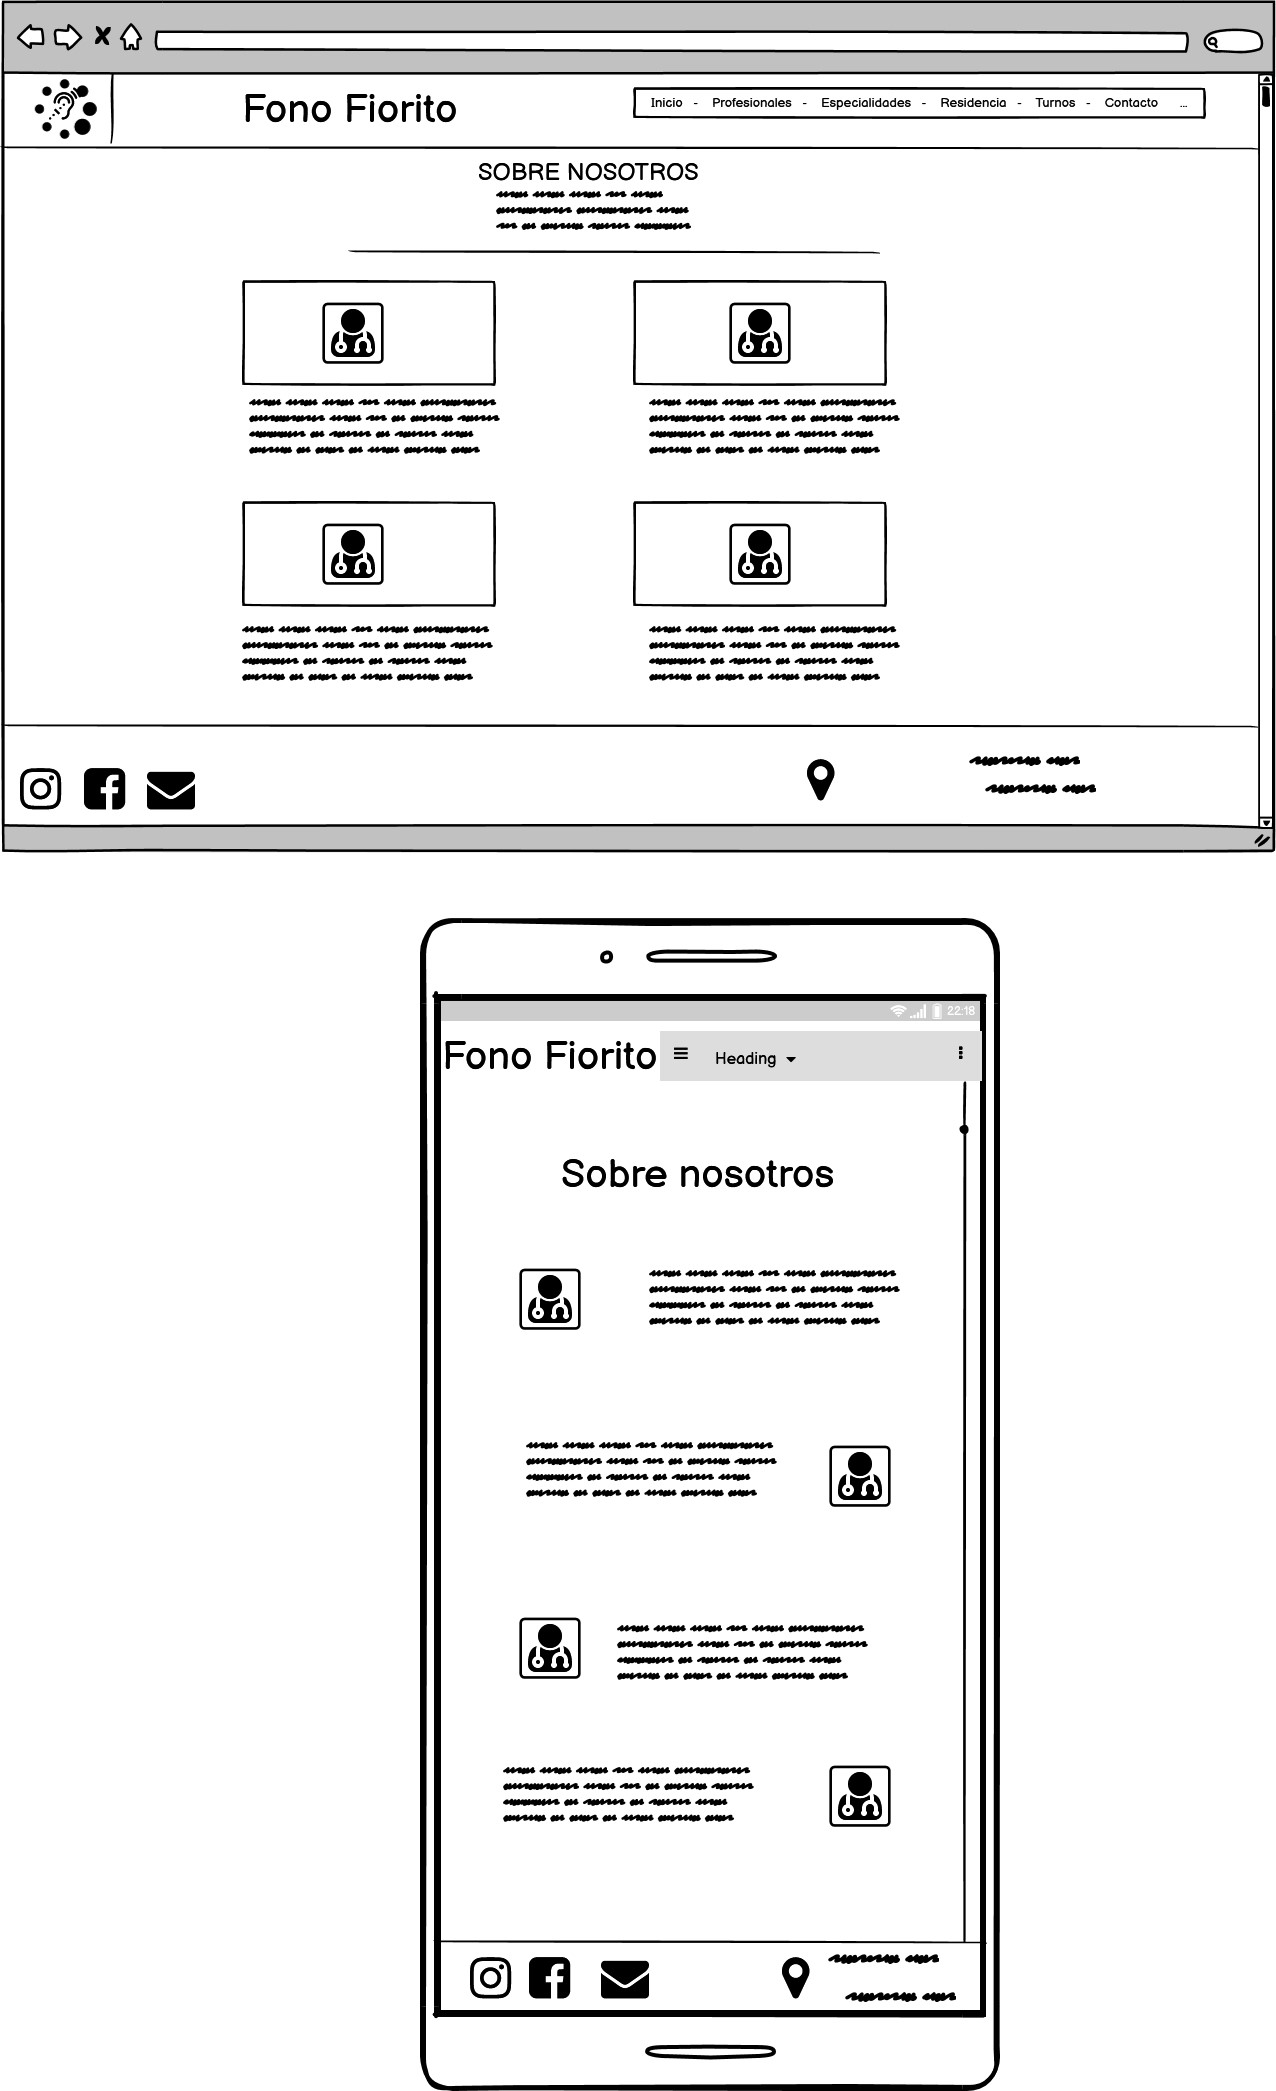 Fono Fiorito
Inicio - Profesionales - Especialidades - Residencia - Turnos - Contacto ...
SOBRE NOSOTROS
22:18
Fono Fiorito
Heading
Sobre nosotros